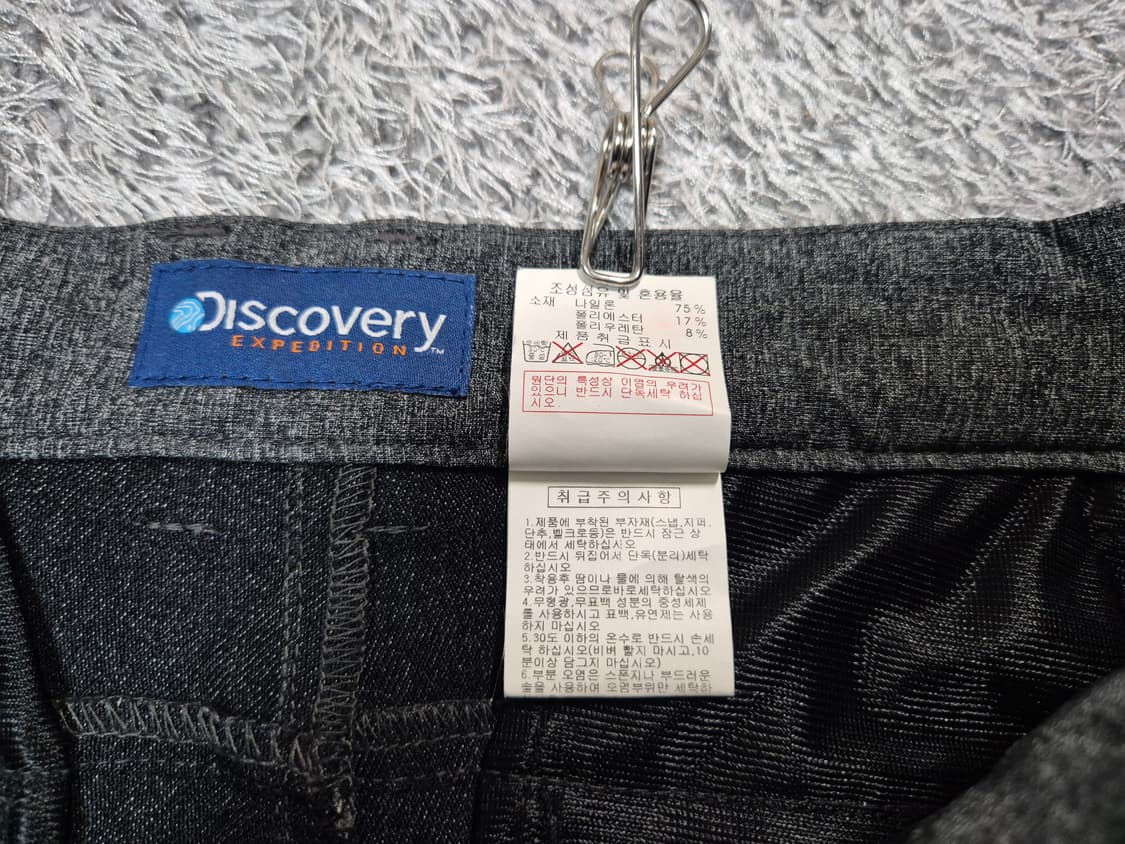 DISCOVERY™
EXPEDITION
조성섬유 및 혼용율
소재 나일론 75%
폴리에스터 17%
폴리우레탄 8%
제품취급표시
원단의 특성상 이염의 우려가
있으니 반드시 단독세탁 하십
시오.
취급주의사항
1.제품에 부착된 부자재(스냅,지퍼,
단추,벨크로등)은 반드시 잠근 상
태에서 세탁하십시오
2.반드시 뒤집어서 단독(분리)세탁
하십시오
3.착용후 땀이나 물에 의해 탈색의
우려가 있으므로바로세탁하십시오
4.무형광,무표백 성분의 중성세제
를 사용하시고 표백,유연제는 사용
하지 마십시오
5.30도 이하의 온수로 반드시 손세
탁 하십시오(비벼 빨지 마시고,10
분이상 담그지 마십시오)
6.부분 오염은 스폰지나 부드러운
솔을 사용하여 오염부위만 세탁하